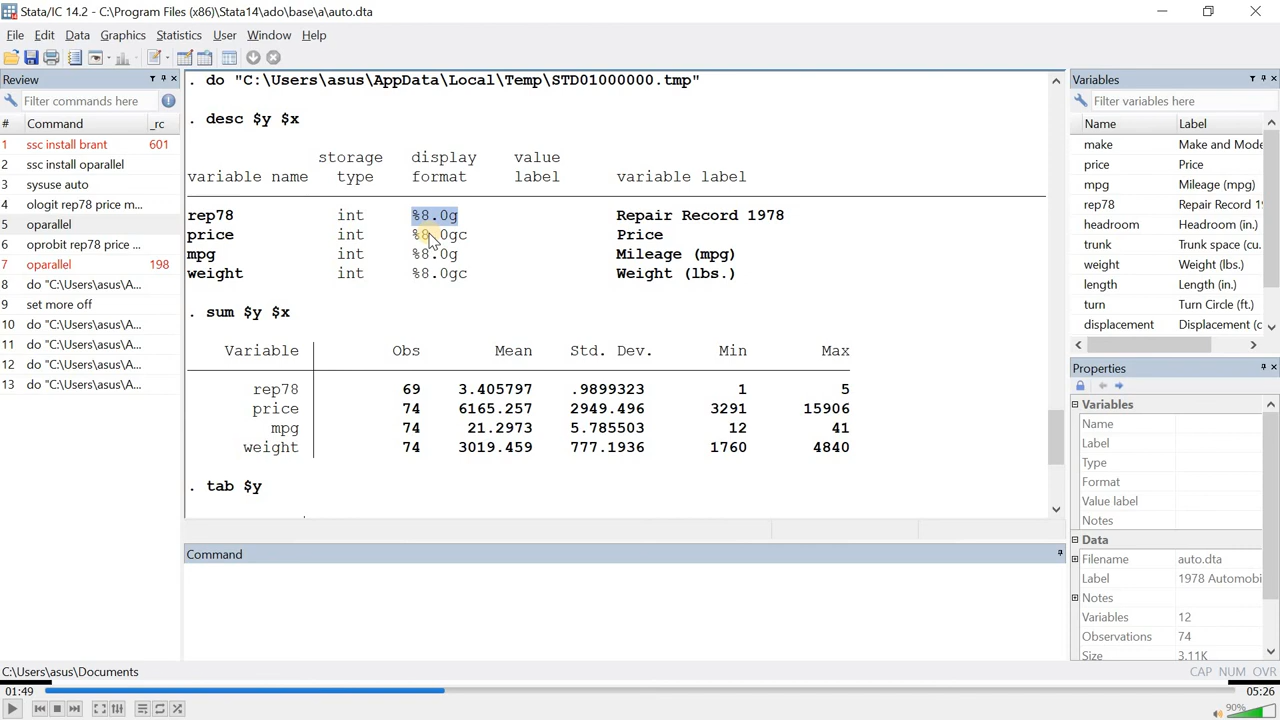 Stata/IC 14.2 - C:\Program Files (x86)\Stata14\ado\base\a\auto.dta
File Edit Data Graphics Statistics User Window Help
Review
Filter commands here
# Command _rc
1 ssc install brant 601
2 ssc install oparallel
3 sysuse auto
4 ologit rep78 price m...
5 oparallel
6 oprobit rep78 price ...
7 oparallel 198
8 do "C:\Users\asus\A...
9 set more off
10 do "C:\Users\asus\A...
11 do "C:\Users\asus\A...
12 do "C:\Users\asus\A...
13 do "C:\Users\asus\A...
. do "C:\Users\asus\AppData\Local\Temp\STD01000000.tmp"
. desc $y $x
storage display value
variable name type format label variable label
rep78 int %8.0g Repair Record 1978
price int %8.0gc Price
mpg int %8.0g Mileage (mpg)
weight int %8.0gc Weight (lbs.)
. sum $y $x
Variable Obs Mean Std. Dev. Min Max
rep78 69 3.405797 .9899323 1 5
price 74 6165.257 2949.496 3291 15906
mpg 74 21.2973 5.785503 12 41
weight 74 3019.459 777.1936 1760 4840
. tab $y
Command
Variables
Filter variables here
Name Label
make Make and Mode
price Price
mpg Mileage (mpg)
rep78 Repair Record 1
headroom Headroom (in.)
trunk Trunk space (cu.
weight Weight (lbs.)
length Length (in.)
turn Turn Circle (ft.)
displacement Displacement (c
Properties
Variables
Name
Label
Type
Format
Value label
Notes
Data
Filename auto.dta
Label 1978 Automobi
Notes
Variables 12
Observations 74
Size 3.11K
C:\Users\asus\Documents
CAP NUM OVR
01:49 05:26
90%